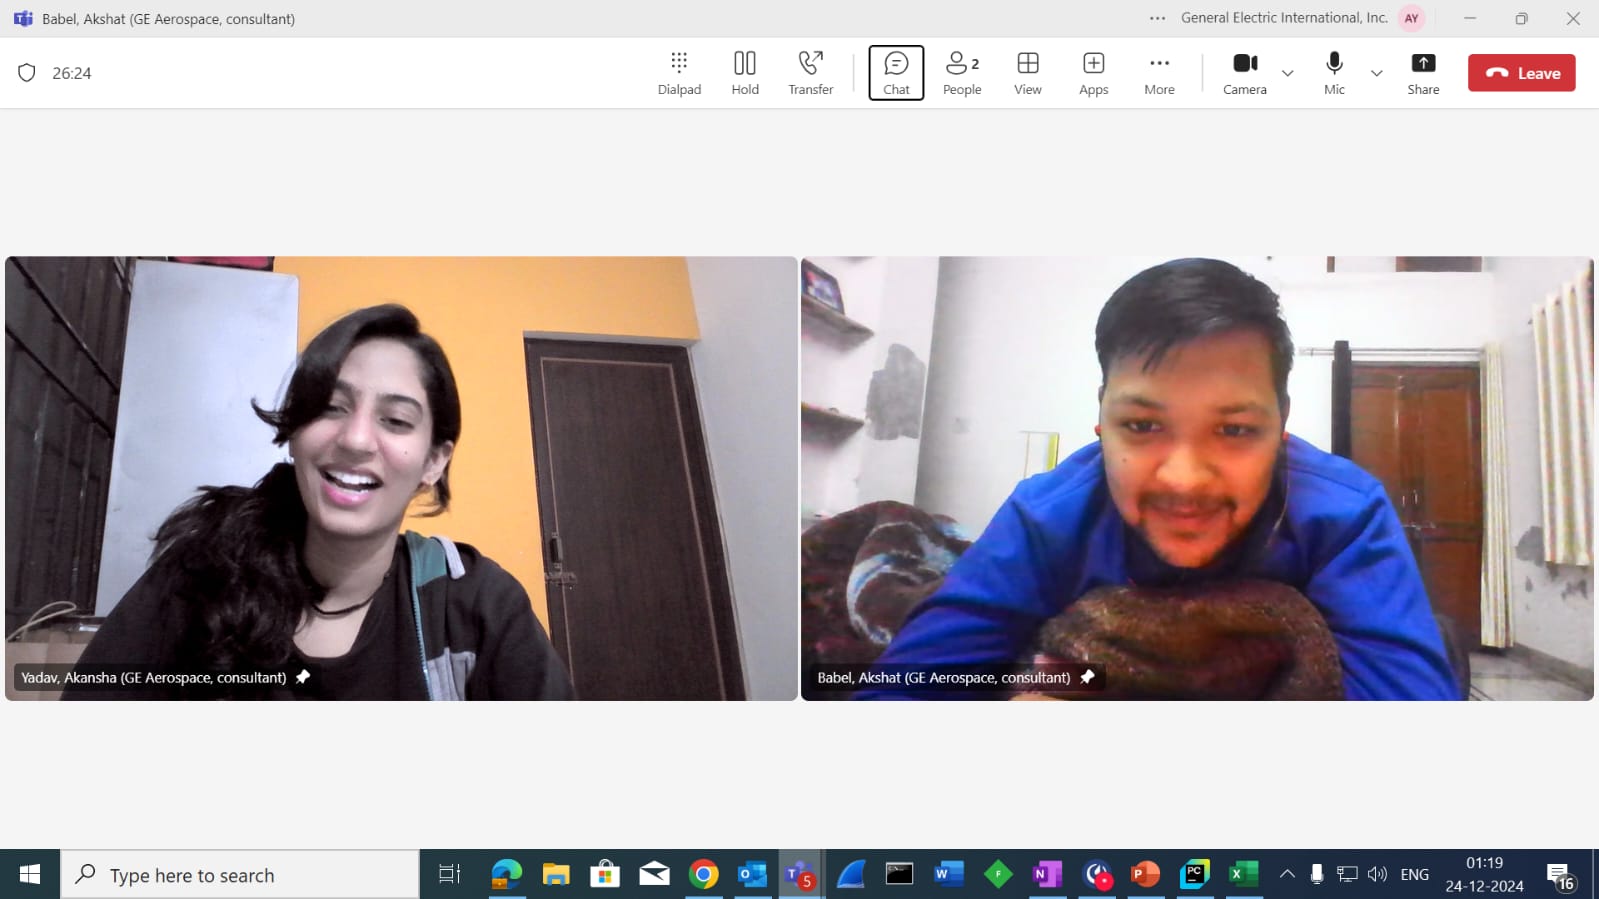 Babel, Akshat (GE Aerospace, consultant)
General Electric International, Inc. AY
26:24
Dialpad Hold Transfer Chat People 2 View Apps More Camera Mic Share Leave
Yadav, Akansha (GE Aerospace, consultant)
Babel, Akshat (GE Aerospace, consultant)
Type here to search
T 5
ENG
01:19
24-12-2024
16